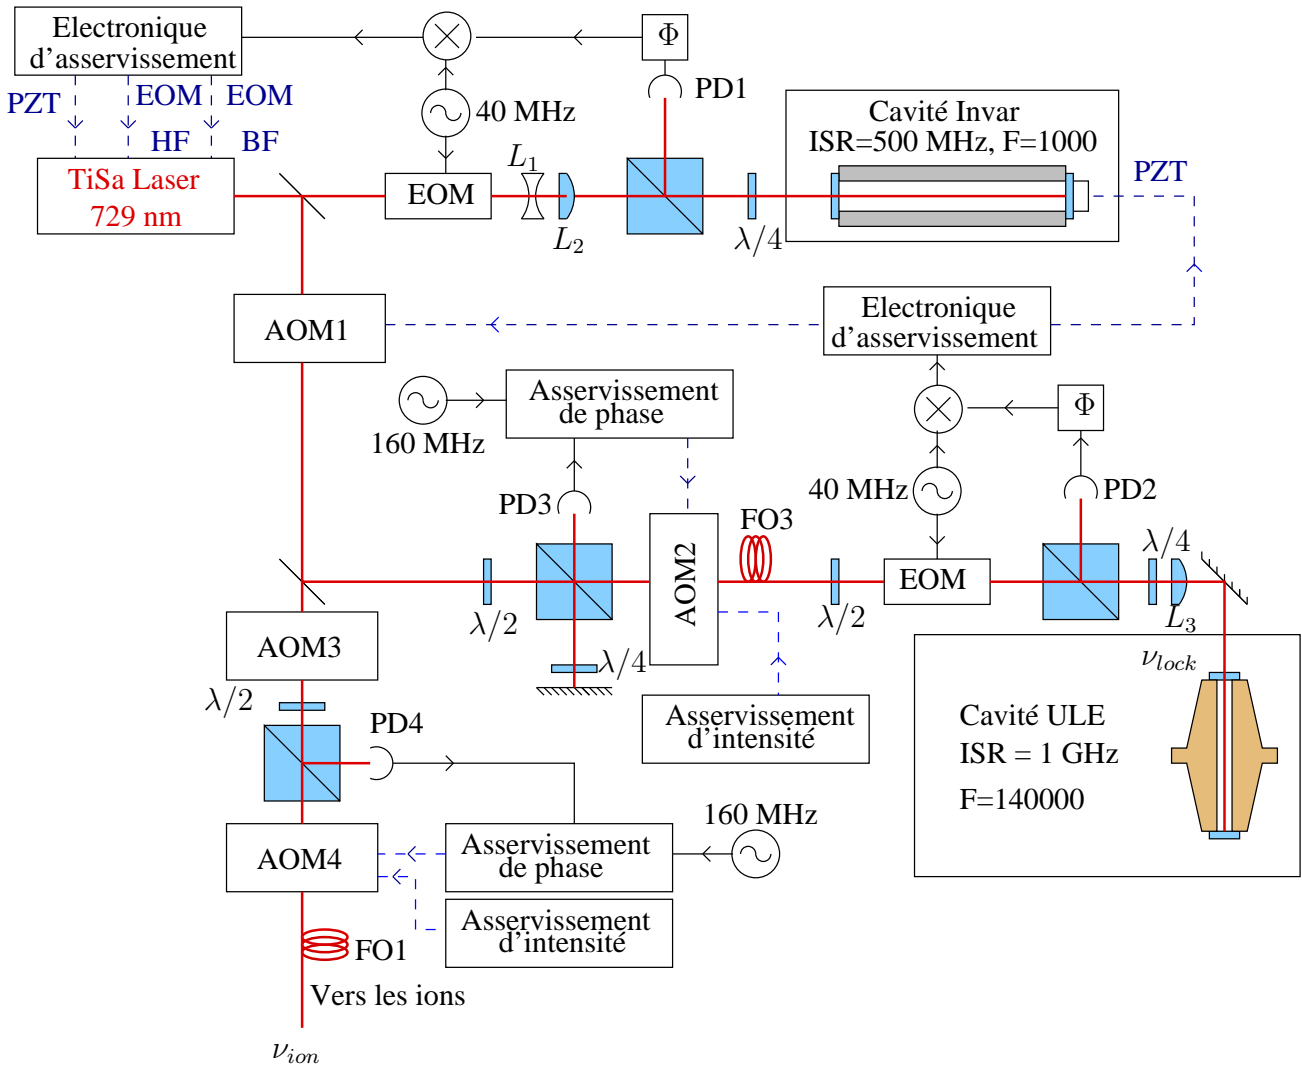 Electronique
d'asservissement
PZT
EOM
EOM
HF
BF
TiSa Laser
729 nm
40 MHz
EOM
L1
L2
Φ
PD1
λ/4
Cavité Invar
ISR=500 MHz, F=1000
PZT
AOM1
Electronique
d'asservissement
160 MHz
Asservissement
de phase
Φ
40 MHz
PD2
PD3
AOM2
FO3
λ/2
λ/4
λ/2
EOM
λ/4
L3
AOM3
λ/2
PD4
Asservissement
d'intensité
νlock
Cavité ULE
ISR = 1 GHz
F=140000
160 MHz
AOM4
Asservissement
de phase
Asservissement
d'intensité
FO1
Vers les ions
νion